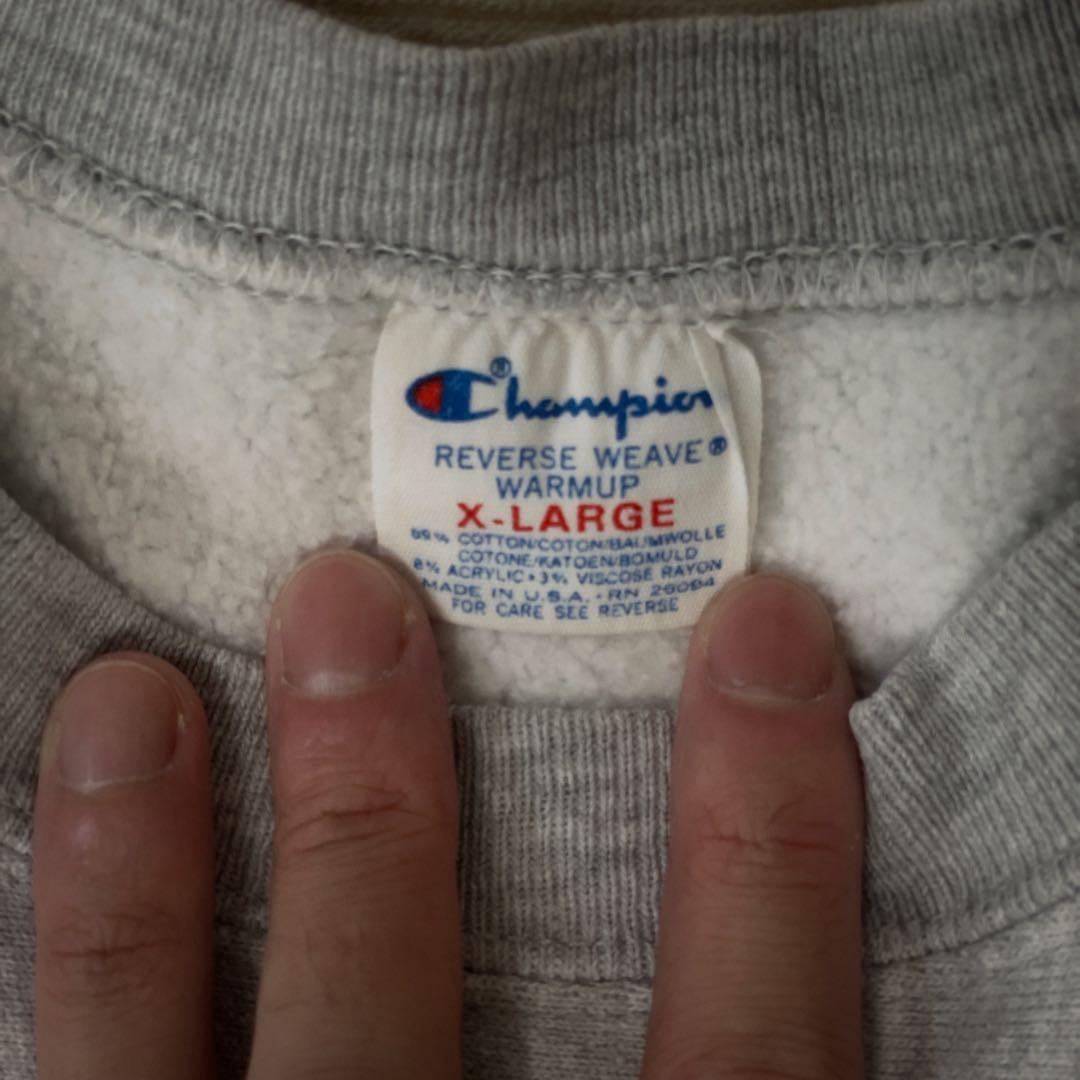 Champion®
REVERSE WEAVE®
WARMUP
X-LARGE
89% COTTON/COTON/BAUMWOLLE
COTONE/KATOEN/BOMULD
8% ACRYLIC • 3% VISCOSE RAYON
MADE IN U.S.A. - RN 26094
FOR CARE SEE REVERSE